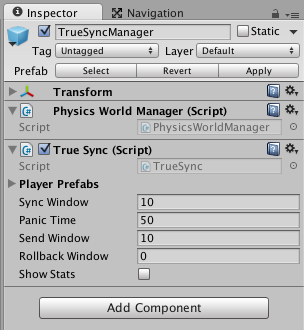 Inspector Navigation
TrueSyncManager Static
Tag Untagged Layer Default
Prefab Select Revert Apply
Transform
Physics World Manager (Script)
Script PhysicsWorldManager
True Sync (Script)
Script TrueSync
Player Prefabs
Sync Window 10
Panic Time 50
Send Window 10
Rollback Window 0
Show Stats
Add Component